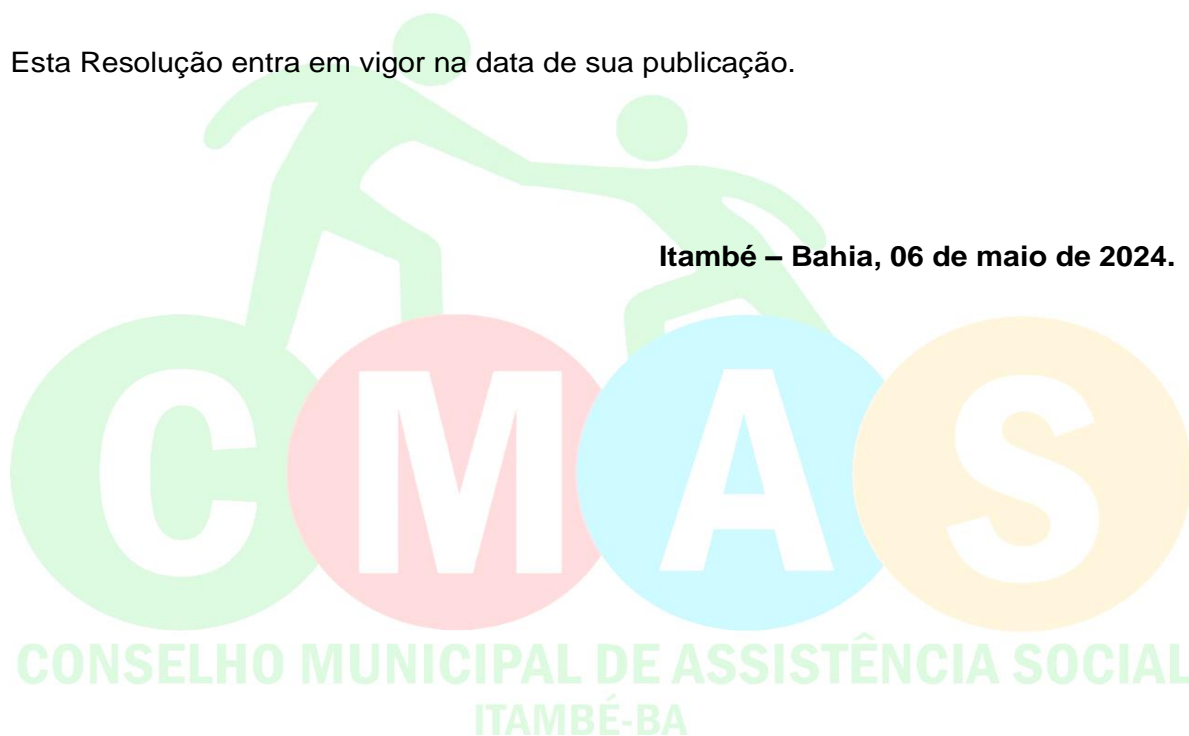 Esta Resolução entra em vigor na data de sua publicação.
Itambé – Bahia, 06 de maio de 2024.
CMAS
CONSELHO MUNICIPAL DE ASSISTÊNCIA SOCIAL
ITAMBÉ-BA